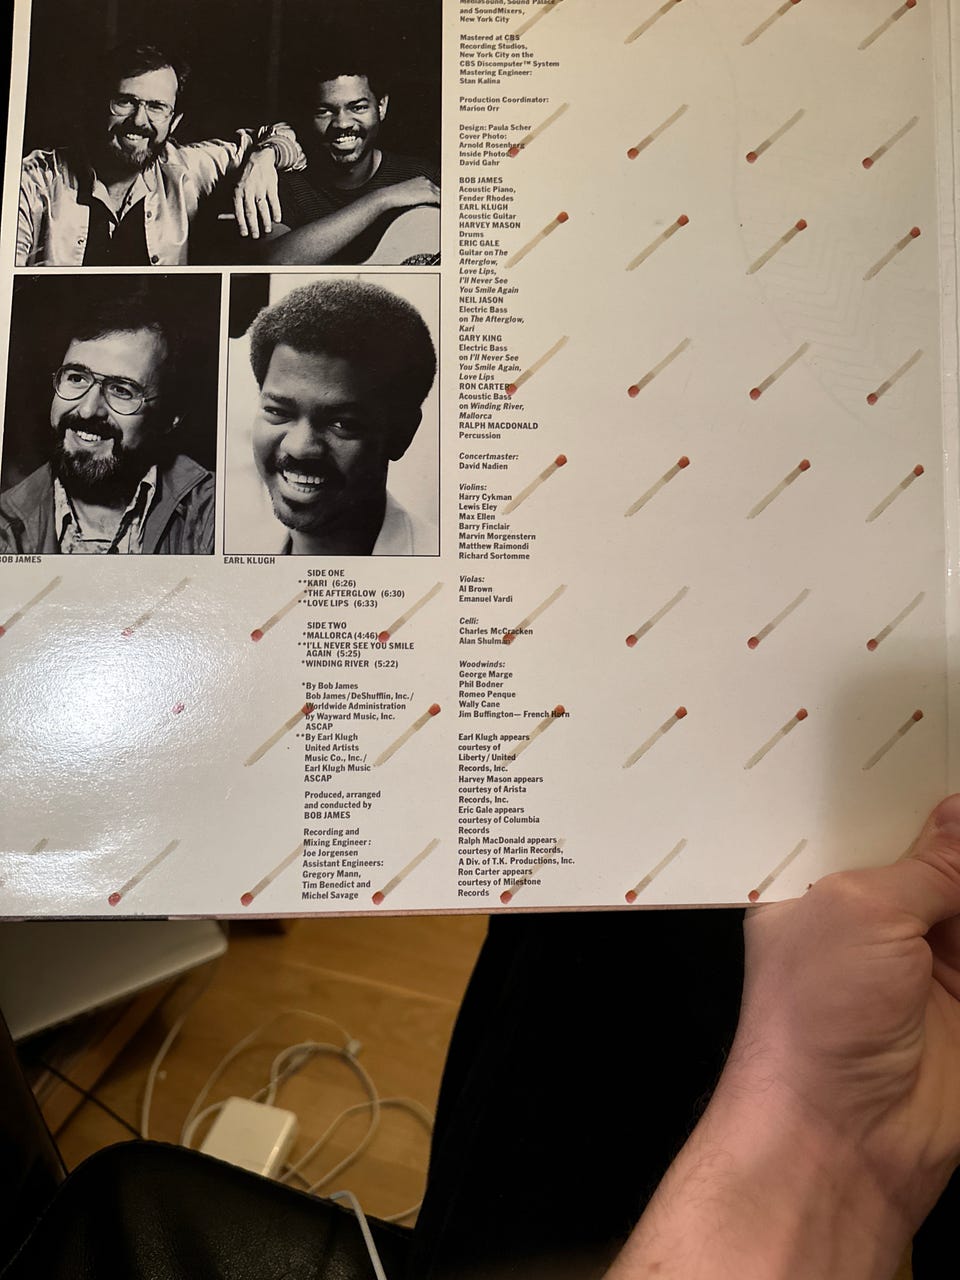 BOB JAMES
EARL KLUGH
SIDE ONE
**KARI (6:26)
*THE AFTERGLOW (6:30)
**LOVE LIPS (6:33)
SIDE TWO
*MALLORCA (4:46)
**I'LL NEVER SEE YOU SMILE
AGAIN (5:25)
*WINDING RIVER (5:22)
*By Bob James
Bob James/DeShufflin, Inc./
Worldwide Administration
by Wayward Music, Inc.
ASCAP
**By Earl Klugh
United Artists
Music Co., Inc./
Earl Klugh Music
ASCAP
Produced, arranged
and conducted by
BOB JAMES
Recording and
Mixing Engineer:
Joe Jorgensen
Assistant Engineers:
Gregory Mann,
Tim Benedict and
Michel Savage
Mediasound, Sound Palace
and SoundMixers,
New York City
Mastered at CBS
Recording Studios,
New York City on the
CBS Discomputer™ System
Mastering Engineer:
Stan Kalina
Production Coordinator:
Marion Orr
Design: Paula Scher
Cover Photo:
Arnold Rosenberg
Inside Photos:
David Gahr
BOB JAMES
Acoustic Piano,
Fender Rhodes
EARL KLUGH
Acoustic Guitar
HARVEY MASON
Drums
ERIC GALE
Guitar on The
Afterglow,
Love Lips,
I'll Never See
You Smile Again
NEIL JASON
Electric Bass
on The Afterglow,
Kari
GARY KING
Electric Bass
on I'll Never See
You Smile Again,
Love Lips
RON CARTER
Acoustic Bass
on Winding River,
Mallorca
RALPH MACDONALD
Percussion
Concertmaster:
David Nadien
Violins:
Harry Cykman
Lewis Eley
Max Ellen
Barry Finclair
Marvin Morgenstern
Matthew Raimondi
Richard Sortomme
Violas:
Al Brown
Emanuel Vardi
Celli:
Charles McCracken
Alan Shulman
Woodwinds:
George Marge
Phil Bodner
Romeo Penque
Wally Cane
Jim Buffington— French Horn
Earl Klugh appears
courtesy of
Liberty/United
Records, Inc.
Harvey Mason appears
courtesy of Arista
Records, Inc.
Eric Gale appears
courtesy of Columbia
Records
Ralph MacDonald appears
courtesy of Marlin Records,
A Div. of T.K. Productions, Inc.
Ron Carter appears
courtesy of Milestone
Records